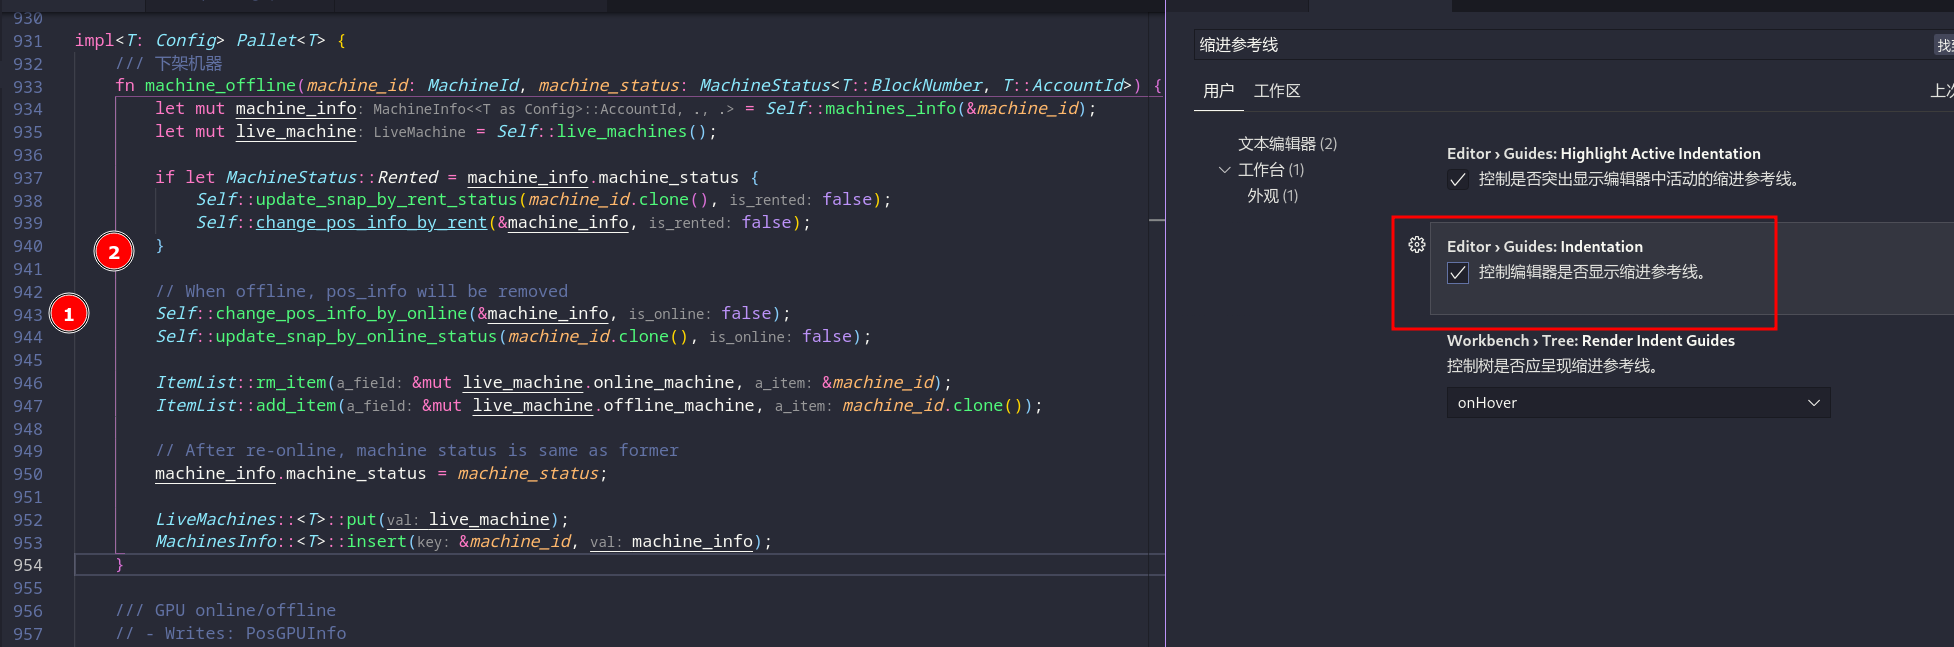 930
931 impl<T: Config> Pallet<T> {
932 /// 下架机器
933 fn machine_offline(machine_id: MachineId, machine_status: MachineStatus<T::BlockNumber, T::AccountId>) {
934 let mut machine_info: MachineInfo<<T as Config>::AccountId, ., .> = Self::machines_info(&machine_id);
935 let mut live_machine: LiveMachine = Self::live_machines();
936
937 if let MachineStatus::Rented = machine_info.machine_status {
938 Self::update_snap_by_rent_status(machine_id.clone(), is_rented: false);
939 Self::change_pos_info_by_rent(&machine_info, is_rented: false);
940 }
2
941
942 // When offline, pos_info will be removed
943 Self::change_pos_info_by_online(&machine_info, is_online: false);
1
944 Self::update_snap_by_online_status(machine_id.clone(), is_online: false);
945
946 ItemList::rm_item(a_field: &mut live_machine.online_machine, a_item: &machine_id);
947 ItemList::add_item(a_field: &mut live_machine.offline_machine, a_item: machine_id.clone());
948
949 // After re-online, machine status is same as former
950 machine_info.machine_status = machine_status;
951
952 LiveMachines::<T>::put(val: live_machine);
953 MachinesInfo::<T>::insert(key: &machine_id, val: machine_info);
954 }
955
956 /// GPU online/offline
957 // - Writes: PosGPUInfo
缩进参考线
用户 工作区
上次
文本编辑器 (2)
工作台 (1)
外观 (1)
Editor › Guides: Highlight Active Indentation
控制是否突出显示编辑器中活动的缩进参考线。
Editor › Guides: Indentation
控制编辑器是否显示缩进参考线。
Workbench › Tree: Render Indent Guides
控制树是否应呈现缩进参考线。
onHover